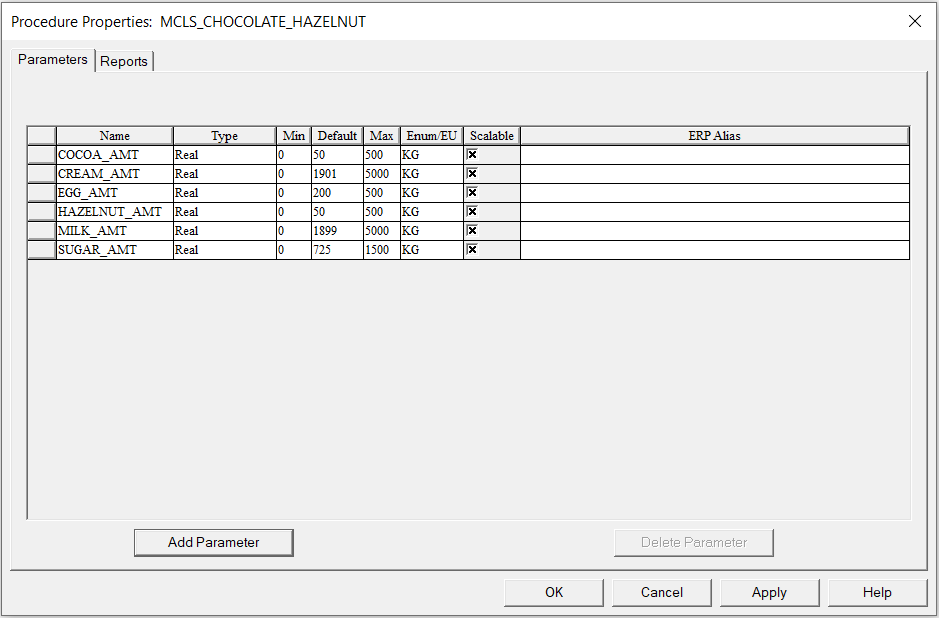 Procedure Properties: MCLS_CHOCOLATE_HAZELNUT
Parameters Reports
Name Type Min Default Max Enum/EU Scalable ERP Alias
COCOA_AMT Real 0 50 500 KG
CREAM_AMT Real 0 1901 5000 KG
EGG_AMT Real 0 200 500 KG
HAZELNUT_AMT Real 0 50 500 KG
MILK_AMT Real 0 1899 5000 KG
SUGAR_AMT Real 0 725 1500 KG
Add Parameter Delete Parameter
OK Cancel Apply Help